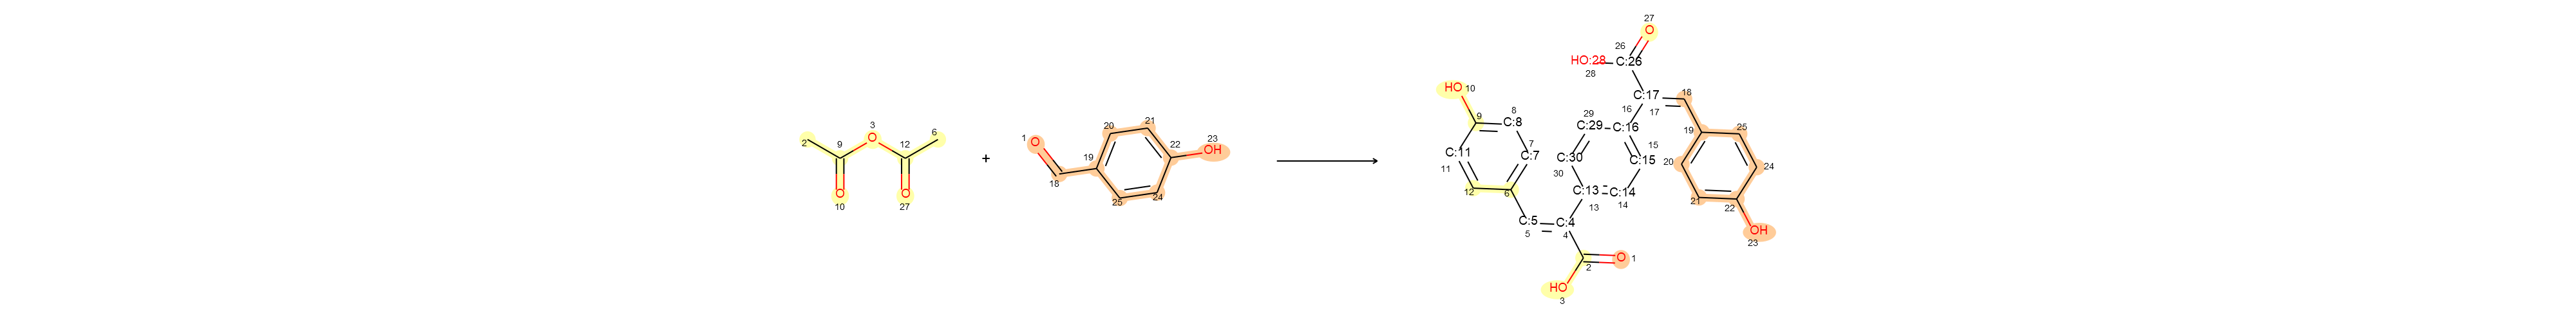 27
O
26
HO:28 C:26
28
HO 10
C:17 18
17
16
8
29
9 C:8
C:29 C:16
19 25
7
15
C:11 C:7 C:30 C:15
20 24
11
30
12 6
C:13 C:14
13 14
21 22
C:5 C:4
5 4
OH
23
O 1
2
HO
3
2 9 3 12 6
O
O O
10 27
+
1
O
18 19 20 21 22 23
OH
25 24